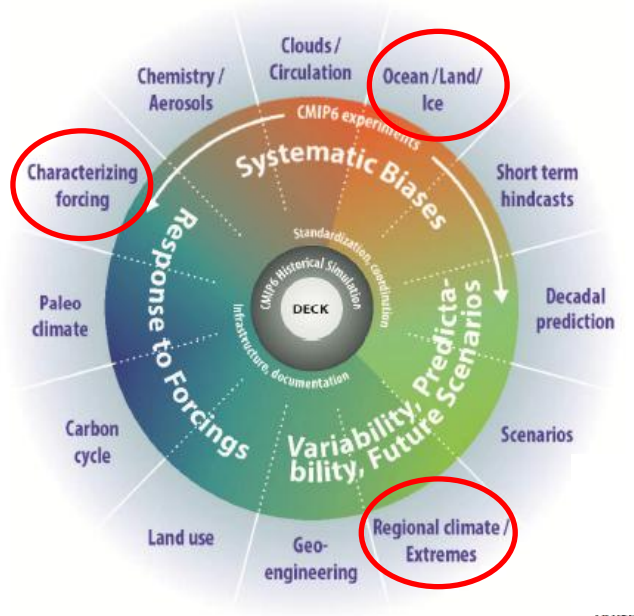 Clouds /
Circulation
Ocean /Land/
Ice
Chemistry /
Aerosols
CMIP6 experiments
Systematic Biases
Characterizing
forcing
Short term
hindcasts
Standardization, coordination
CMIP6 Historical Simulation
DECK
Infrastructure, documentation
Response to Forcings
Paleo
climate
Decadal
prediction
Variability, Predicta-
bility, Future Scenarios
Carbon
cycle
Scenarios
Land use
Geo-
engineering
Regional climate /
Extremes